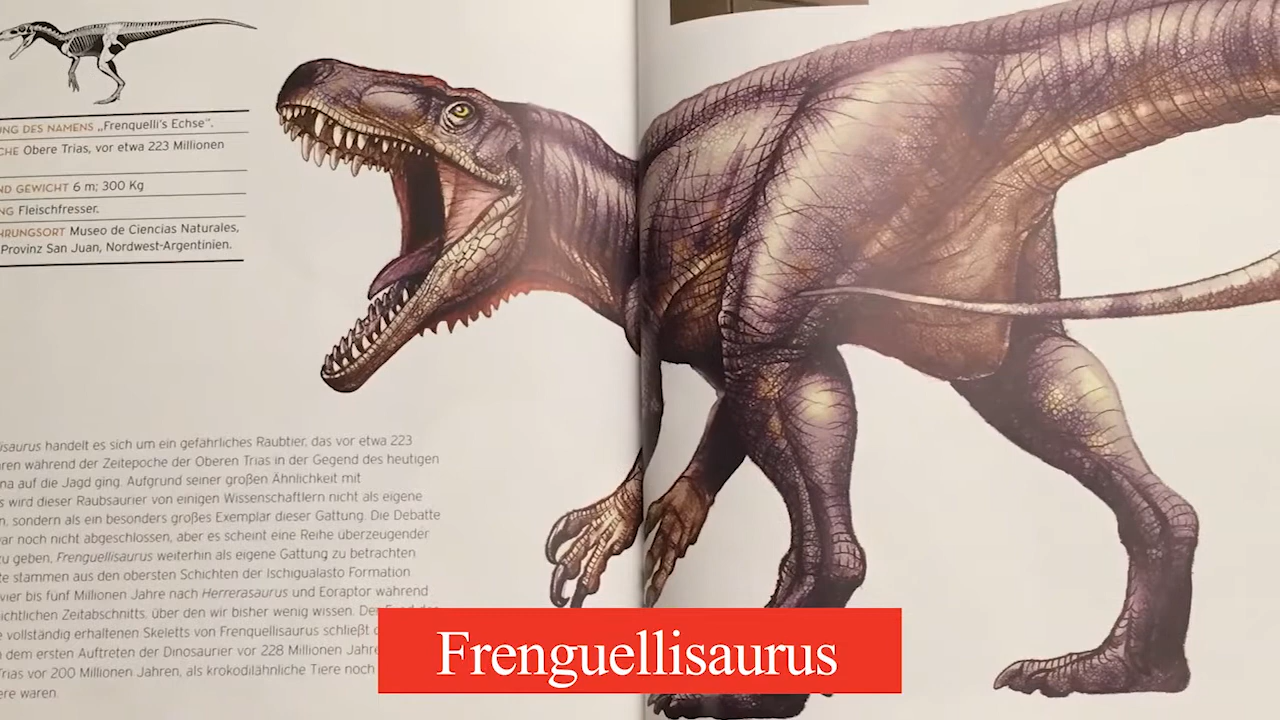 UNG DES NAMENS „Frenquelli's Echse".
CHE Obere Trias, vor etwa 223 Millionen
ND GEWICHT 6 m; 300 Kg
NG Fleischfresser.
HRUNGSORT Museo de Ciencias Naturales,
Provinz San Juan, Nordwest-Argentinien.
isaurus handelt es sich um ein gefährliches Raubtier, das vor etwa 223
ren während der Zeitepoche der Oberen Trias in der Gegend des heutigen
na auf die Jagd ging. Aufgrund seiner großen Ähnlichkeit mit
s wird dieser Raubsaurier von einigen Wissenschaftlern nicht als eigene
n, sondern als ein besonders großes Exemplar dieser Gattung. Die Debatte
ar noch nicht abgeschlossen, aber es scheint eine Reihe überzeugender
zu geben, Frenguellisaurus weiterhin als eigene Gattung zu betrachten
te stammen aus den obersten Schichten der Ischigualasto Formation
vier bis fünf Millionen Jahre nach Herrerasaurus und Eoraptor während
ichtlichen Zeitabschnitts, über den wir bisher wenig wissen. Der
e vollständig erhaltenen Skeletts von Frenquellisaurus schließt
n dem ersten Auftreten der Dinosaurier vor 228 Millionen Jahre
Trias vor 200 Millionen Jahren, als krokodilähnliche Tiere noch
ere waren.
Frenguellisaurus